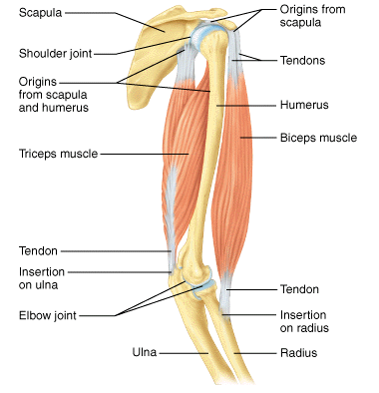 Scapula
Shoulder joint
Origins
from scapula
and humerus
Triceps muscle
Tendon
Insertion
on ulna
Elbow joint
Ulna
Origins from
scapula
Tendons
Humerus
Biceps muscle
Tendon
Insertion
on radius
Radius